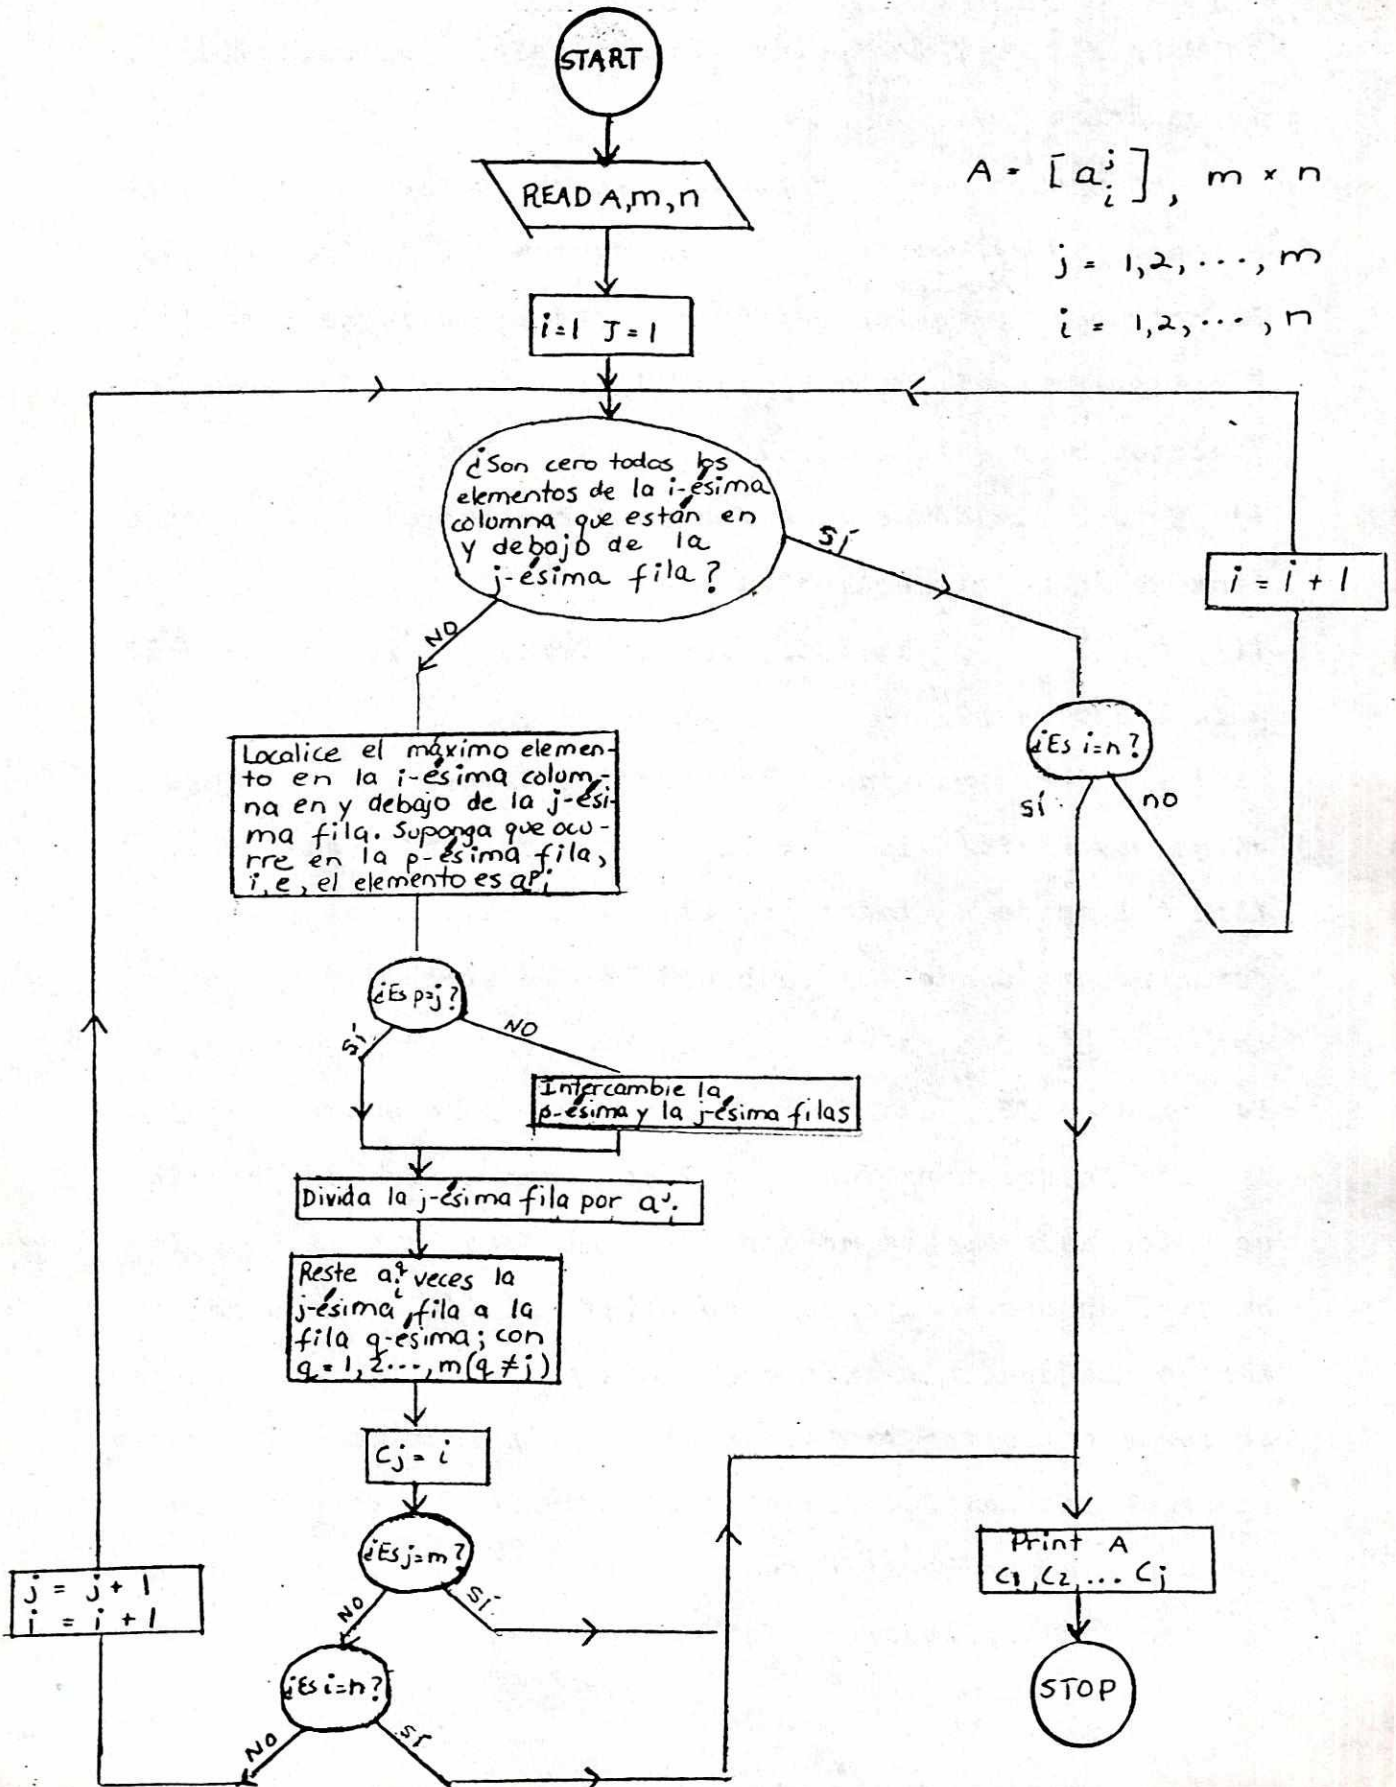 START
READ A,m,n
A = [a^j_i], m × n
j = 1,2,...,m
i = 1,2,...,n
i=1 J=1
¿Son cero todos los
elementos de la i-ésima
columna que están en
y debajo de la
j-ésima fila?
SÍ
NO
i = i + 1
¿Es i=n?
SÍ
NO
Localice el máximo elemen-
to en la i-ésima colum-
na en y debajo de la j-ési-
ma fila. Suponga que ocu-
rre en la p-ésima fila,
i,e, el elemento es a^p_i
¿Es p=j?
SÍ
NO
Intercambie la
p-ésima y la j-ésima filas
Divida la j-ésima fila por a^j_i
Reste a^q_i veces la
j-ésima fila a la
fila q-ésima; con
q = 1,2...,m(q ≠ j)
Cj = i
¿Es j=m?
SÍ
NO
j = j + 1
i = i + 1
¿Es i=n?
NO
SÍ
Print A
C1,C2,... Cj
STOP